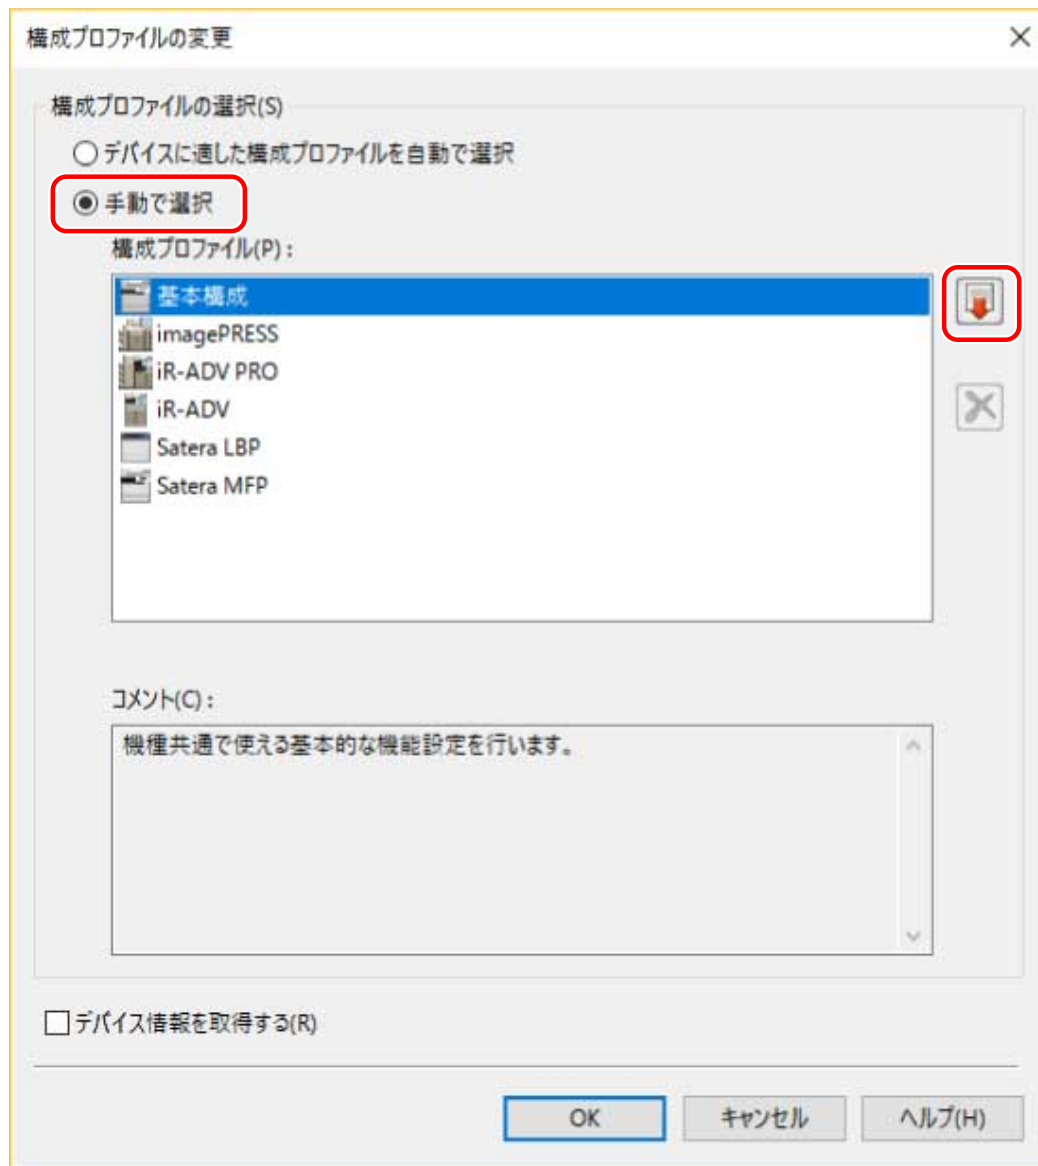 構成プロファイルの変更
構成プロファイルの選択(S)
デバイスに適した構成プロファイルを自動で選択
手動で選択
構成プロファイル(P) :
基本構成
imagePRESS
iR-ADV PRO
iR-ADV
Satera LBP
Satera MFP
コメント(C) :
機種共通で使える基本的な機能設定を行います。
デバイス情報を取得する(R)
OK
キャンセル
ヘルプ(H)